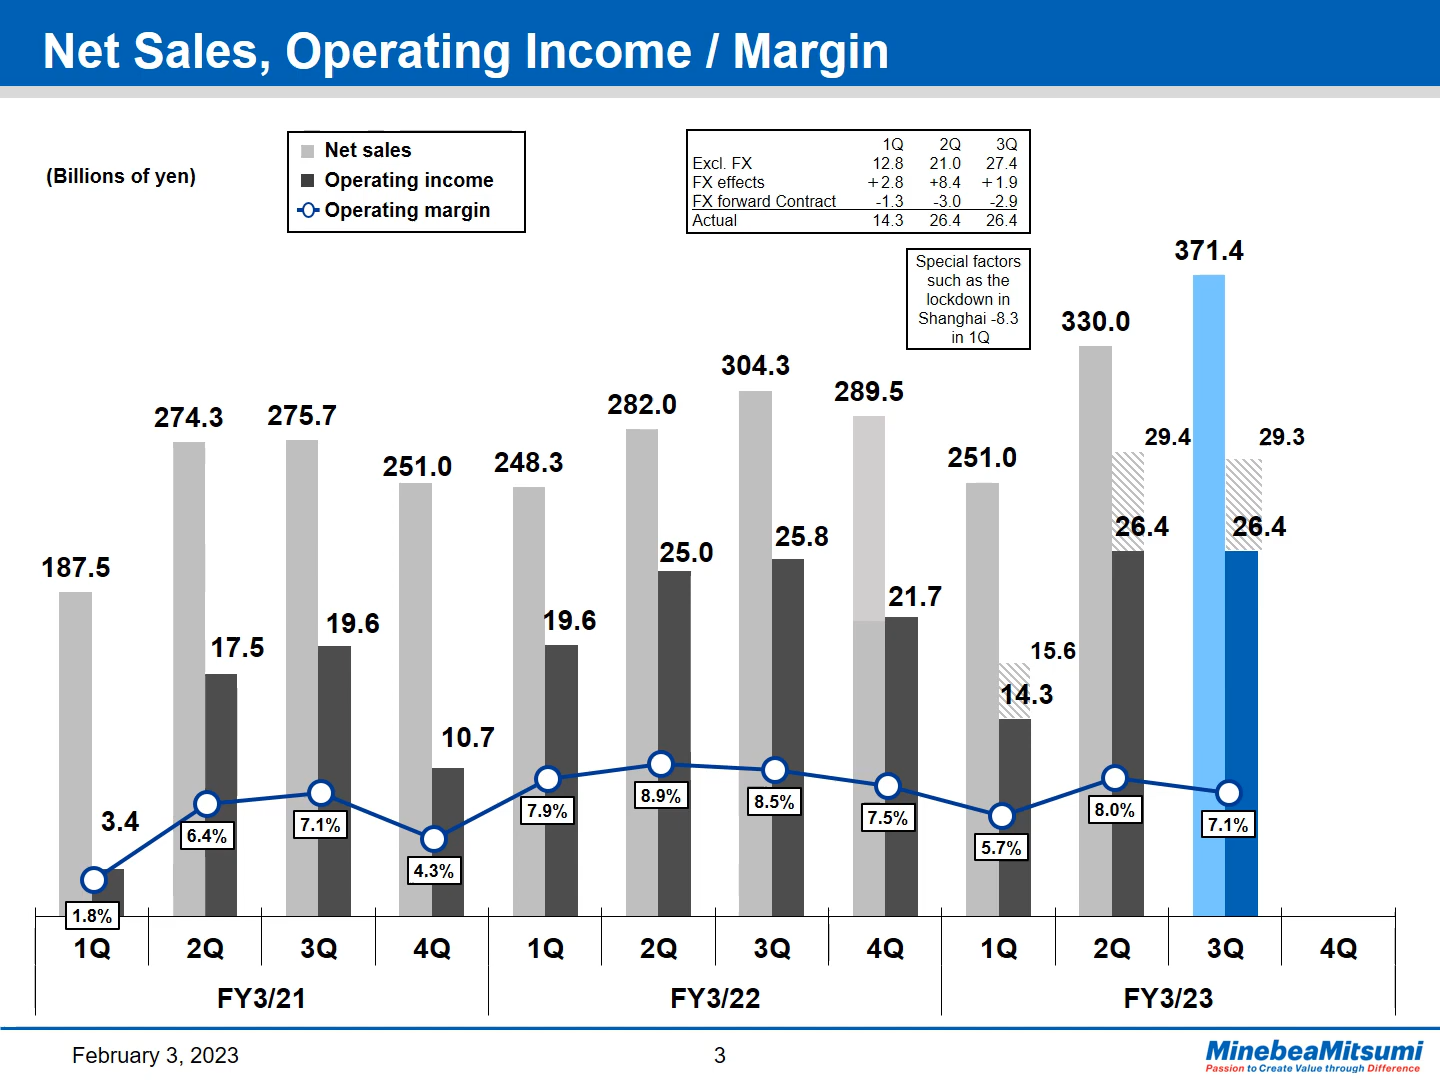 Net Sales, Operating Income / Margin
(Billions of yen)
Net sales
Operating income
Operating margin
1Q 2Q 3Q
Excl. FX 12.8 21.0 27.4
FX effects +2.8 +8.4 +1.9
FX forward Contract -1.3 -3.0 -2.9
Actual 14.3 26.4 26.4
Special factors
such as the
lockdown in
Shanghai -8.3
in 1Q
187.5
274.3
275.7
251.0
248.3
282.0
304.3
289.5
251.0
330.0
371.4
3.4
17.5
19.6
10.7
19.6
25.0
25.8
21.7
15.6
14.3
29.4
26.4
29.3
26.4
1.8%
6.4%
7.1%
4.3%
7.9%
8.9%
8.5%
7.5%
5.7%
8.0%
7.1%
1Q 2Q 3Q 4Q 1Q 2Q 3Q 4Q 1Q 2Q 3Q 4Q
FY3/21 FY3/22 FY3/23
February 3, 2023
3
MinebeaMitsumi
Passion to Create Value through Difference